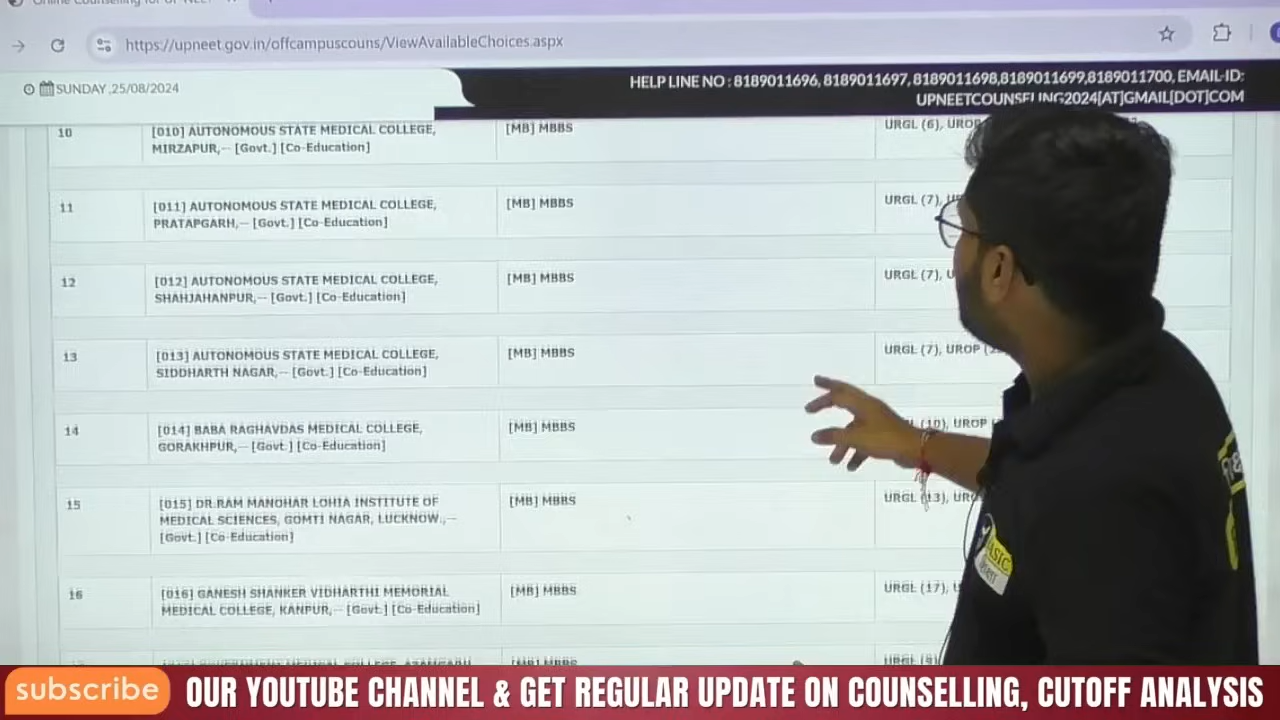 https://upneet.gov.in/offcampuscouns/ViewAvailableChoices.aspx
SUNDAY ,25/08/2024
HELP LINE NO : 8189011696, 8189011697, 8189011698,8189011699,8189011700, EMAIL-ID:
UPNEETCOUNSELING2024[AT]GMAIL[DOT]COM
10 [010] AUTONOMOUS STATE MEDICAL COLLEGE, [MB] MBBS URGL (6), UROP
MIRZAPUR,-- [Govt.] [Co-Education]
11 [011] AUTONOMOUS STATE MEDICAL COLLEGE, [MB] MBBS URGL (7),
PRATAPGARH,-- [Govt.] [Co-Education]
12 [012] AUTONOMOUS STATE MEDICAL COLLEGE, [MB] MBBS URGL (7), U
SHAHJAHANPUR,-- [Govt.] [Co-Education]
13 [013] AUTONOMOUS STATE MEDICAL COLLEGE, [MB] MBBS URGL (7), UROP
SIDDHARTH NAGAR,-- [Govt.] [Co-Education]
14 [014] BABA RAGHAVDAS MEDICAL COLLEGE, [MB] MBBS (10), UROP
GORAKHPUR,-- [Govt.] [Co-Education]
15 [015] DR.RAM MANOHAR LOHIA INSTITUTE OF [MB] MBBS URGL (13),
MEDICAL SCIENCES, GOMTI NAGAR, LUCKNOW.,--
[Govt.] [Co-Education]
16 [016] GANESH SHANKER VIDHARTHI MEMORIAL [MB] MBBS URGL (17),
MEDICAL COLLEGE, KANPUR,-- [Govt.] [Co-Education]
subscribe OUR YOUTUBE CHANNEL & GET REGULAR UPDATE ON COUNSELLING, CUTOFF ANALYSIS